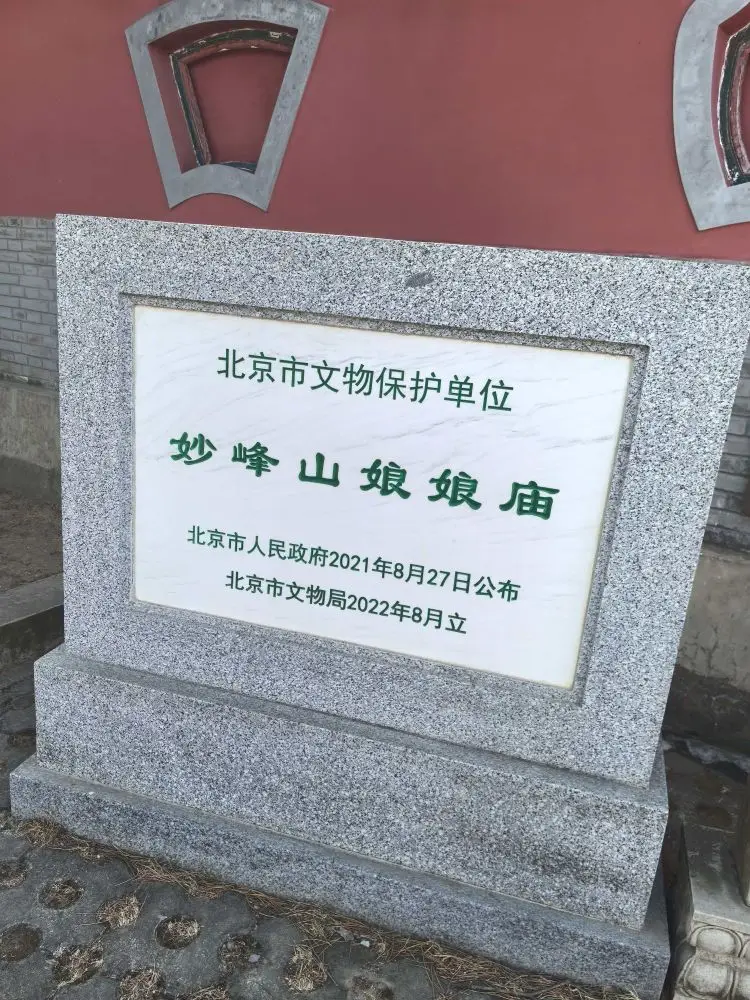 北京市文物保护单位
妙峰山娘娘庙
北京市人民政府2021年8月27日公布
北京市文物局2022年8月立